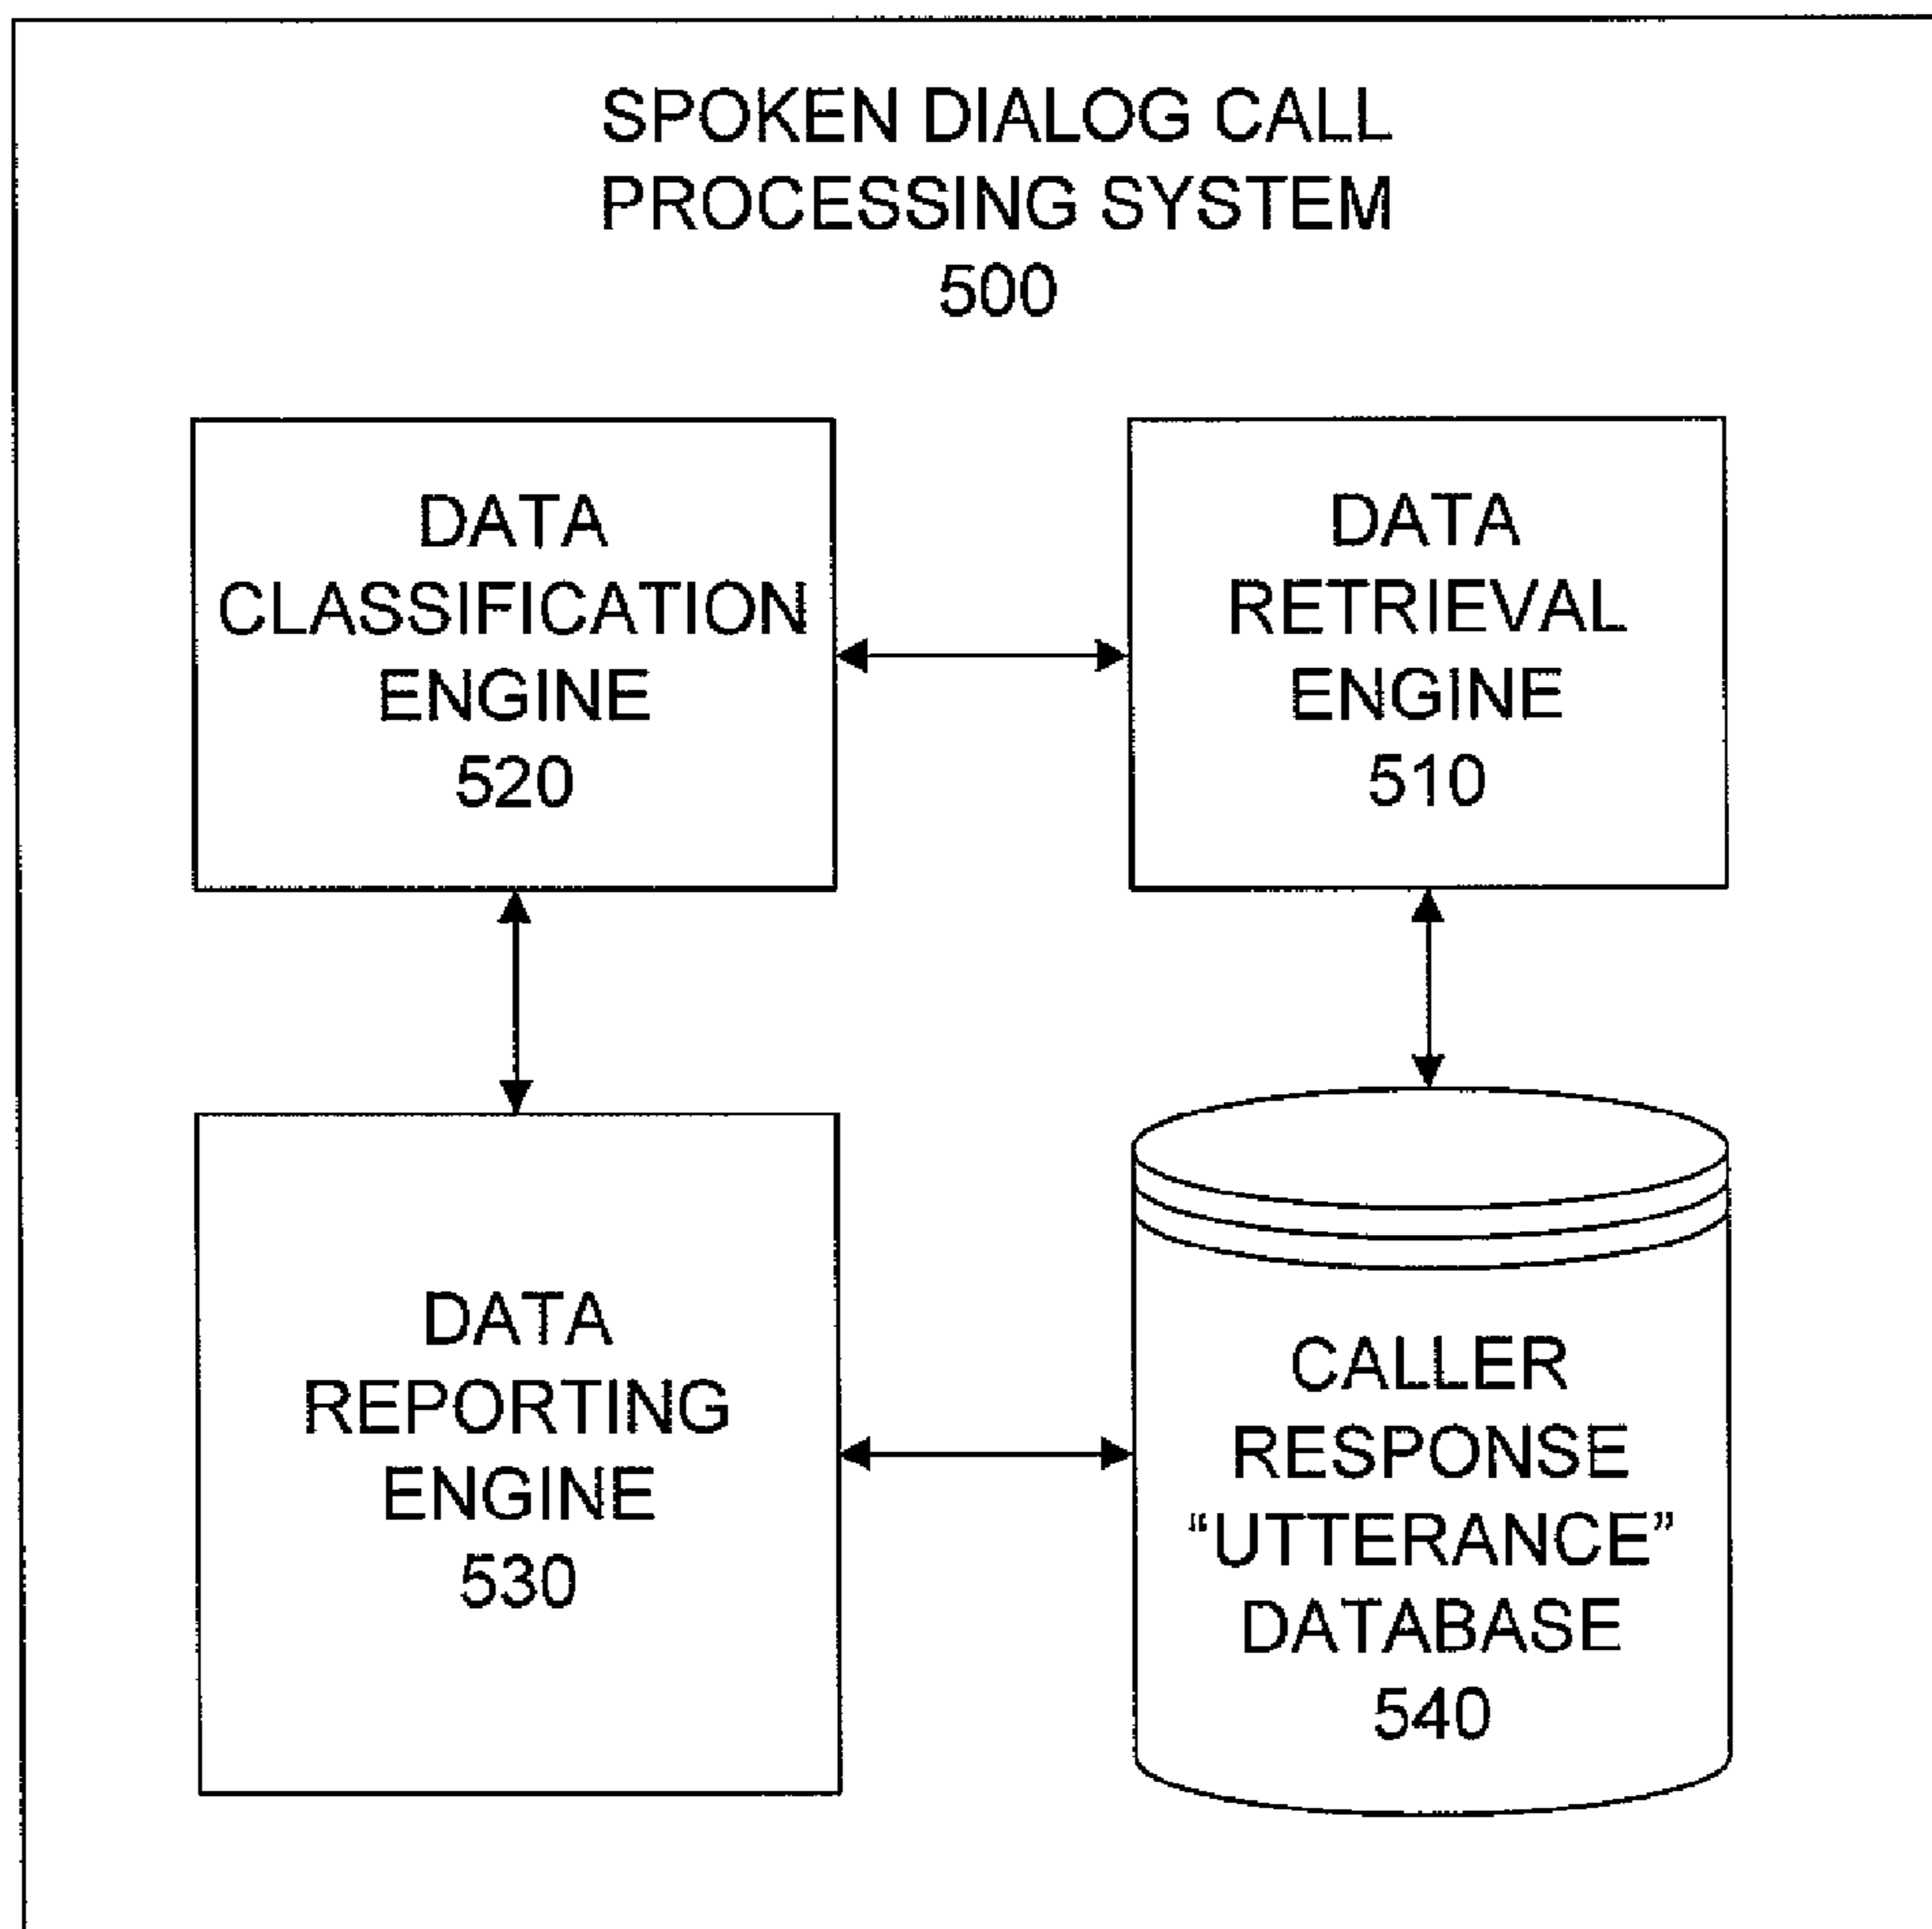 SPOKEN DIALOG CALL
PROCESSING SYSTEM
500
DATA
CLASSIFICATION
ENGINE
520
DATA
RETRIEVAL
ENGINE
510
DATA
REPORTING
ENGINE
530
CALLER
RESPONSE
“UTTERANCE”
DATABASE
540